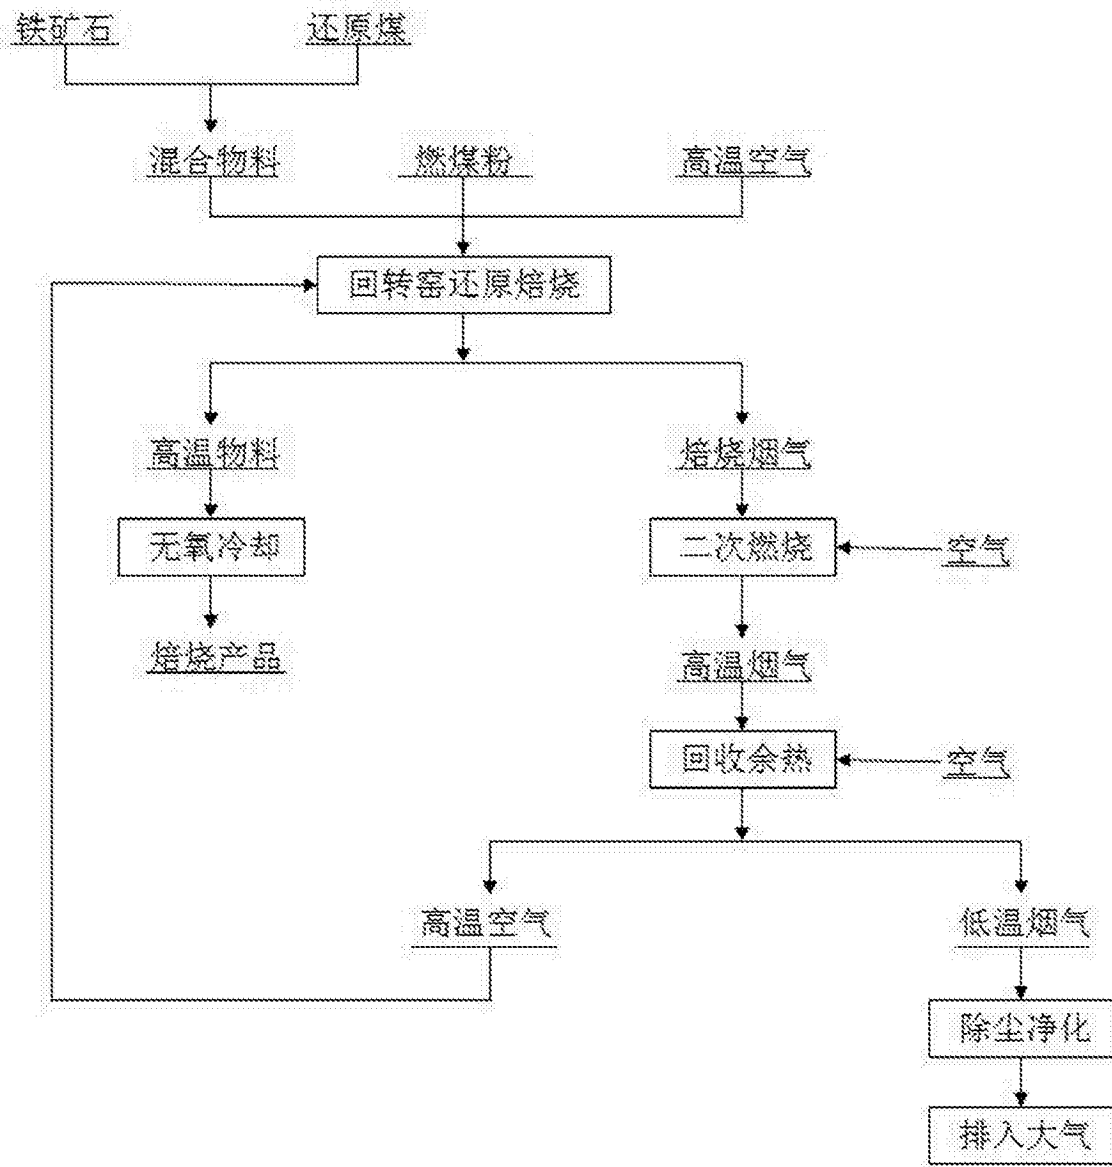 铁矿石
还原煤
混合物料
燃煤粉
高温空气
回转窑还原焙烧
高温物料
焙烧烟气
无氧冷却
二次燃烧
空气
焙烧产品
高温烟气
回收余热
空气
高温空气
低温烟气
除尘净化
排入大气